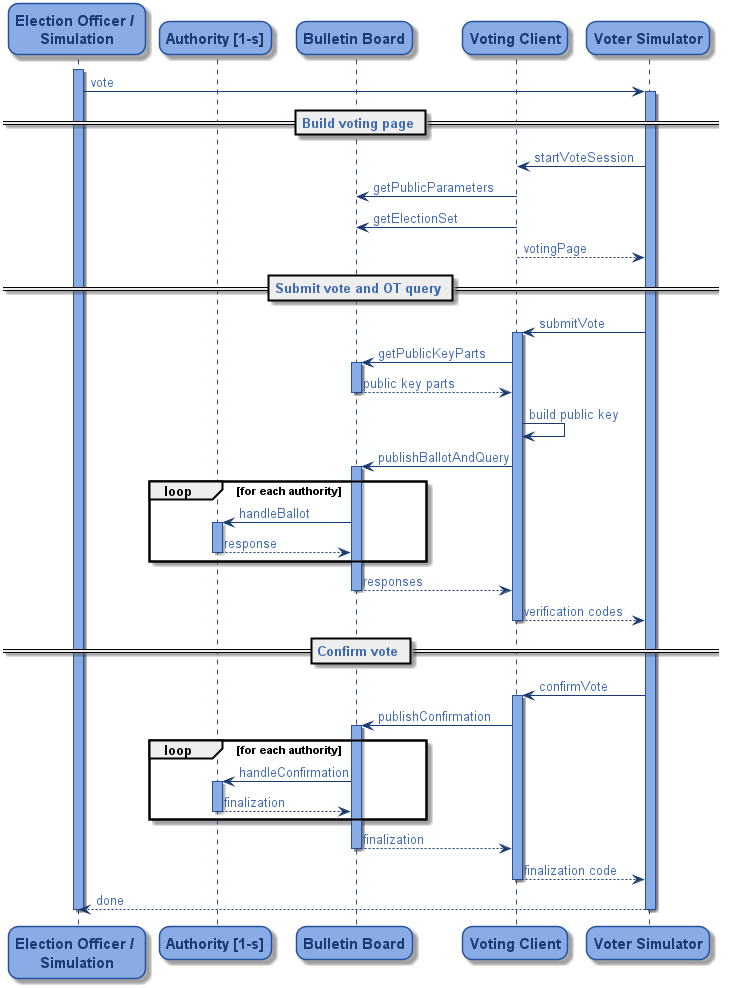 Election Officer /
Simulation
Authority [1-s]
Bulletin Board
Voting Client
Voter Simulator
vote
Build voting page
startVoteSession
getPublicParameters
getElectionSet
votingPage
Submit vote and OT query
submitVote
getPublicKeyParts
public key parts
build public key
publishBallotAndQuery
loop
[for each authority]
handleBallot
response
responses
verification codes
Confirm vote
confirmVote
publishConfirmation
loop
[for each authority]
handleConfirmation
finalization
finalization
finalization code
done
Election Officer /
Simulation
Authority [1-s]
Bulletin Board
Voting Client
Voter Simulator